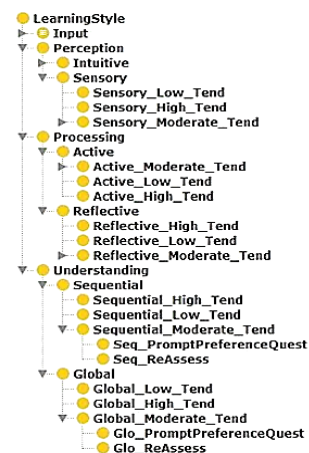 LearningStyle
Input
Perception
Intuitive
Sensory
Sensory_Low_Tend
Sensory_High_Tend
Sensory_Moderate_Tend
Processing
Active
Active_Moderate_Tend
Active_Low_Tend
Active_High_Tend
Reflective
Reflective_High_Tend
Reflective_Low_Tend
Reflective_Moderate_Tend
Understanding
Sequential
Sequential_High_Tend
Sequential_Low_Tend
Sequential_Moderate_Tend
Seq_PromptPreferenceQuest
Seq_ReAssess
Global
Global_Low_Tend
Global_High_Tend
Global_Moderate_Tend
Glo_PromptPreferenceQuest
Glo_ReAssess